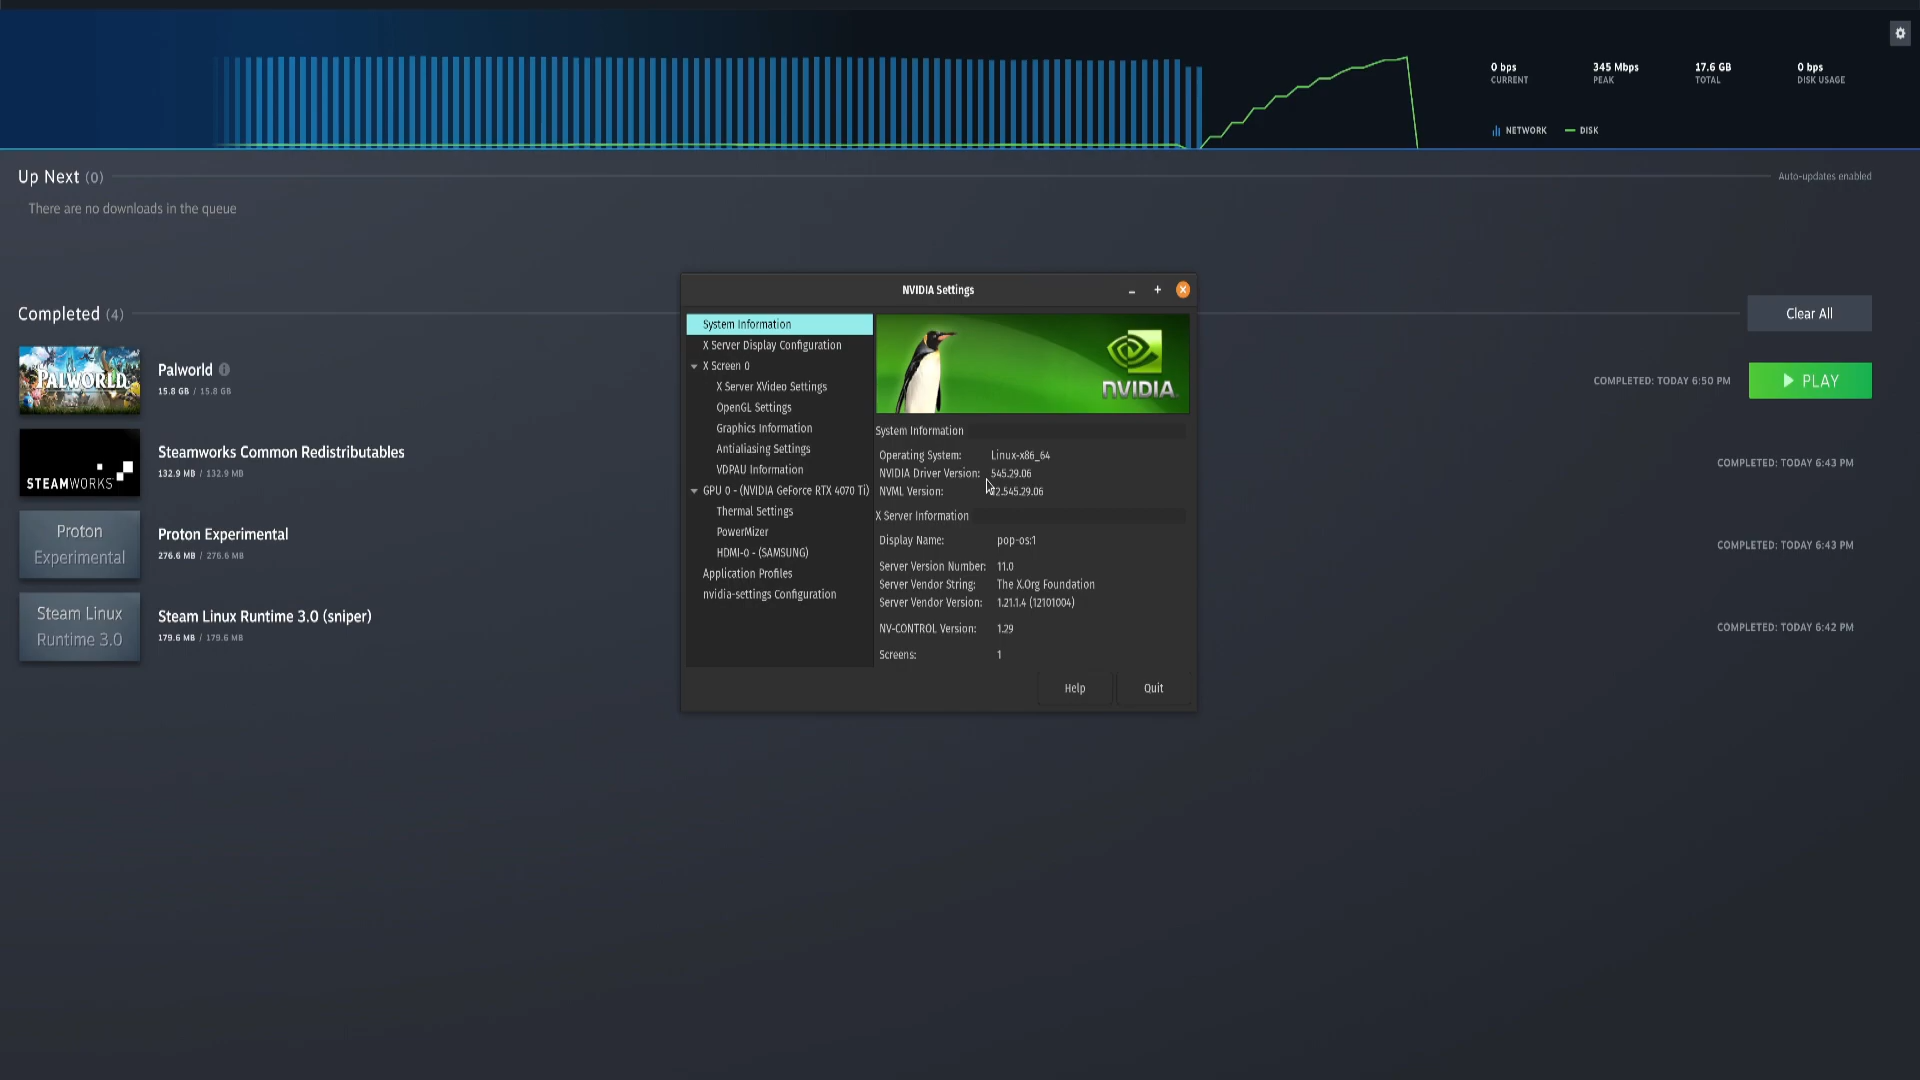 0 bps
CURRENT
345 Mbps
PEAK
17.6 GB
TOTAL
0 bps
DISK USAGE
NETWORK
DISK
Up Next (0)
Auto-updates enabled
There are no downloads in the queue
Completed (4)
Clear All
PALWORLD
Palworld
15.8 GB / 15.8 GB
COMPLETED: TODAY 6:50 PM
PLAY
STEAMWORKS
Steamworks Common Redistributables
132.9 MB / 132.9 MB
COMPLETED: TODAY 6:43 PM
Proton
Experimental
Proton Experimental
276.6 MB / 276.6 MB
COMPLETED: TODAY 6:43 PM
Steam Linux
Runtime 3.0
Steam Linux Runtime 3.0 (sniper)
179.6 MB / 179.6 MB
COMPLETED: TODAY 6:42 PM
NVIDIA Settings
System Information
X Server Display Configuration
X Screen 0
X Server XVideo Settings
OpenGL Settings
Graphics Information
Antialiasing Settings
VDPAU Information
GPU 0 - (NVIDIA GeForce RTX 4070 Ti)
Thermal Settings
PowerMizer
HDMI-0 - (SAMSUNG)
Application Profiles
nvidia-settings Configuration
NVIDIA
System Information
Operating System: Linux-x86_64
NVIDIA Driver Version: 545.29.06
NVML Version: 12.545.29.06
X Server Information
Display Name: pop-os:1
Server Version Number: 11.0
Server Vendor String: The X.Org Foundation
Server Vendor Version: 1.21.1.4 (12101004)
NV-CONTROL Version: 1.29
Screens: 1
Help
Quit